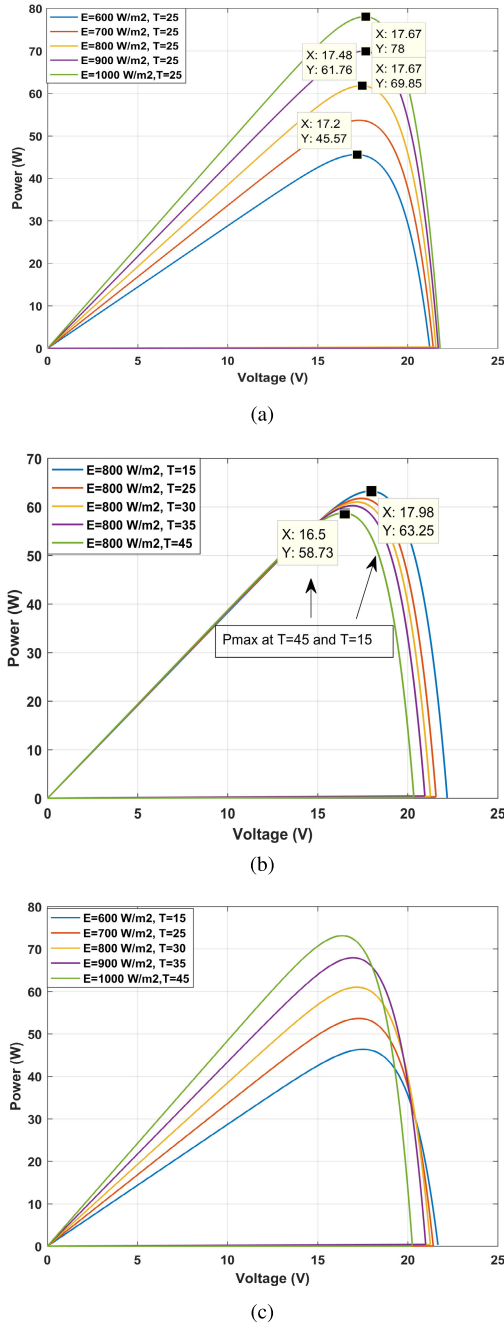 80
70
60
50
40
30
20
10
0
Power (W)
E=600 W/m2, T=25
E=700 W/m2, T=25
E=800 W/m2, T=25
E=900 W/m2, T=25
E=1000 W/m2,T=25
X: 17.48
Y: 61.76
X: 17.67
Y: 78
X: 17.67
Y: 69.85
X: 17.2
Y: 45.57
0 5 10 15 20 25
Voltage (V)
(a)
70
60
50
40
30
20
10
0
Power (W)
E=800 W/m2, T=15
E=800 W/m2, T=25
E=800 W/m2, T=30
E=800 W/m2, T=35
E=800 W/m2,T=45
X: 17.98
Y: 63.25
X: 16.5
Y: 58.73
Pmax at T=45 and T=15
0 5 10 15 20 25
Voltage (V)
(b)
80
70
60
50
40
30
20
10
0
Power (W)
E=600 W/m2, T=15
E=700 W/m2, T=25
E=800 W/m2, T=30
E=900 W/m2, T=35
E=1000 W/m2,T=45
0 5 10 15 20 25
Voltage (V)
(c)